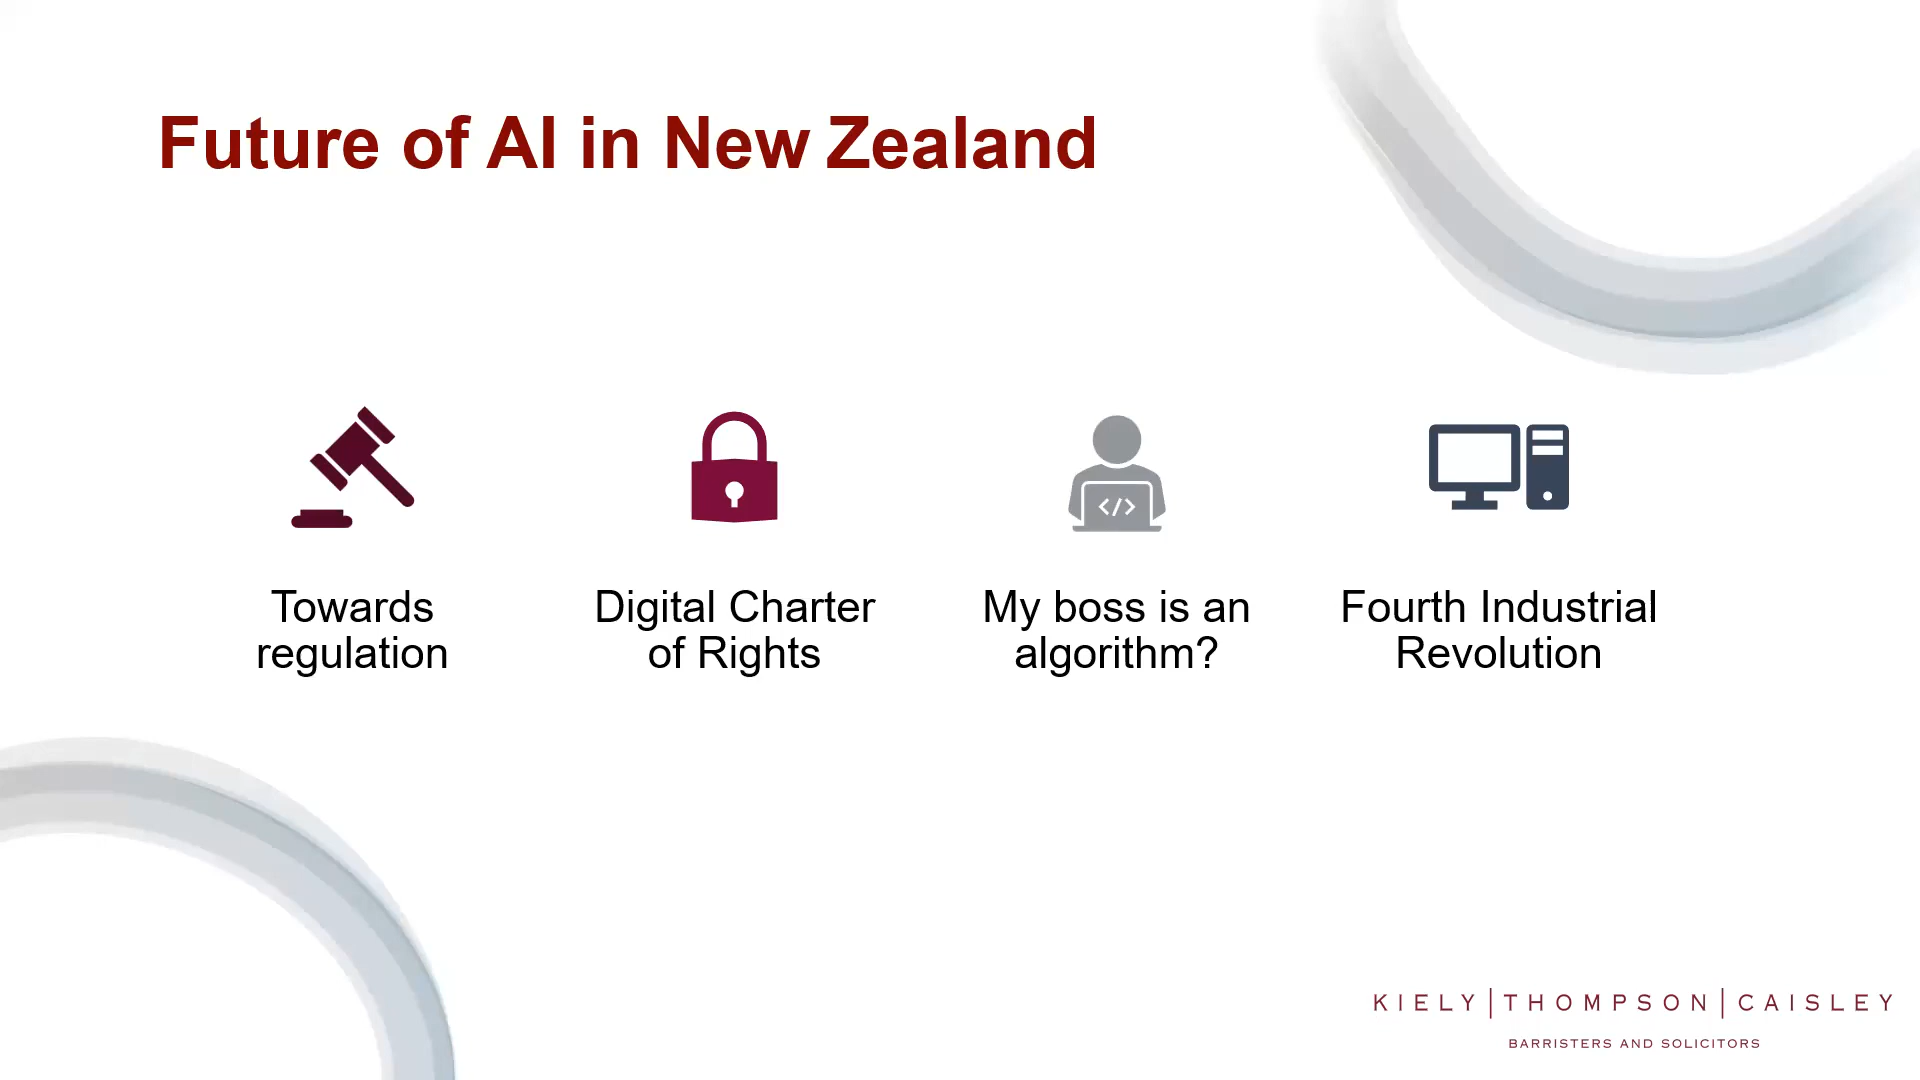 Future of AI in New Zealand
Towards
regulation
Digital Charter
of Rights
My boss is an
algorithm?
Fourth Industrial
Revolution
</>
KIELY|THOMPSON|CAISLEY
BARRISTERS AND SOLICITORS